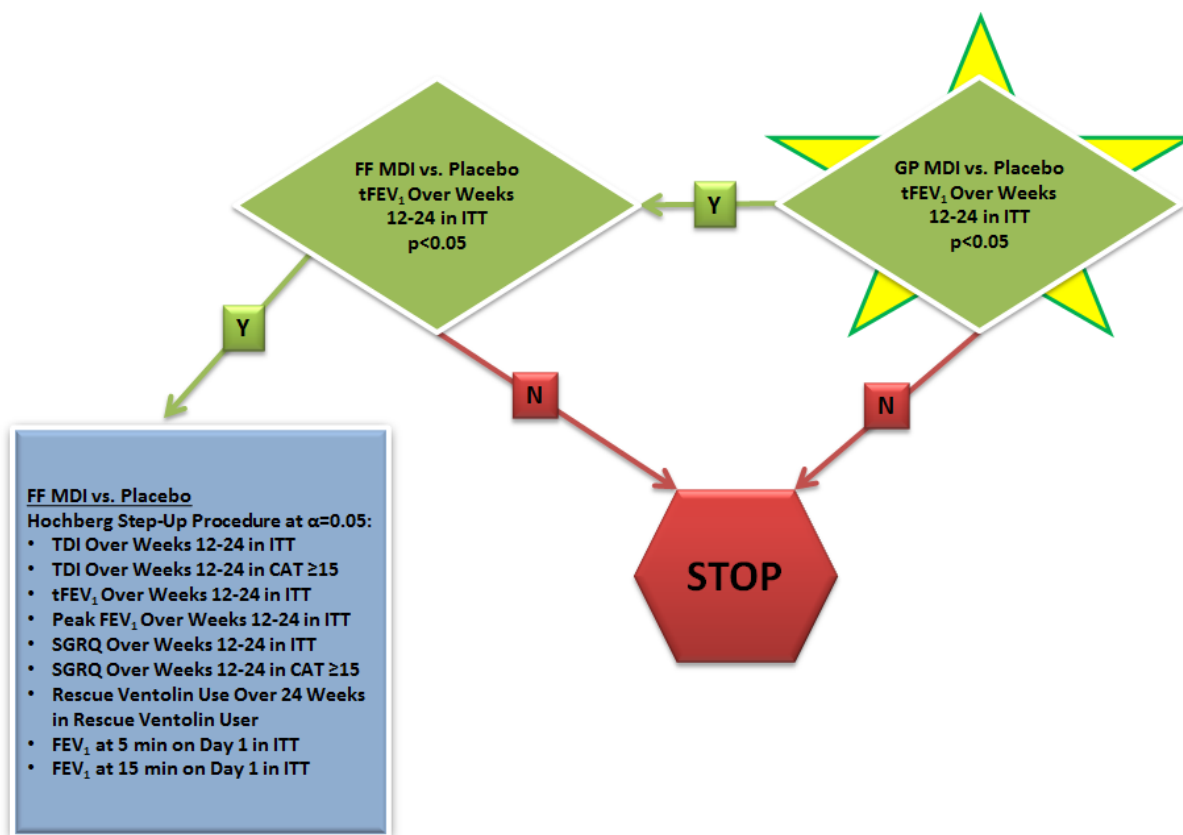 FF MDI vs. Placebo
tFEV₁ Over Weeks
12-24 in ITT
p<0.05
Y
GP MDI vs. Placebo
tFEV₁ Over Weeks
12-24 in ITT
p<0.05
Y
N
N
STOP
FF MDI vs. Placebo
Hochberg Step-Up Procedure at α=0.05:
• TDI Over Weeks 12-24 in ITT
• TDI Over Weeks 12-24 in CAT ≥15
• tFEV₁ Over Weeks 12-24 in ITT
• Peak FEV₁ Over Weeks 12-24 in ITT
• SGRQ Over Weeks 12-24 in ITT
• SGRQ Over Weeks 12-24 in CAT ≥15
• Rescue Ventolin Use Over 24 Weeks
in Rescue Ventolin User
• FEV₁ at 5 min on Day 1 in ITT
• FEV₁ at 15 min on Day 1 in ITT